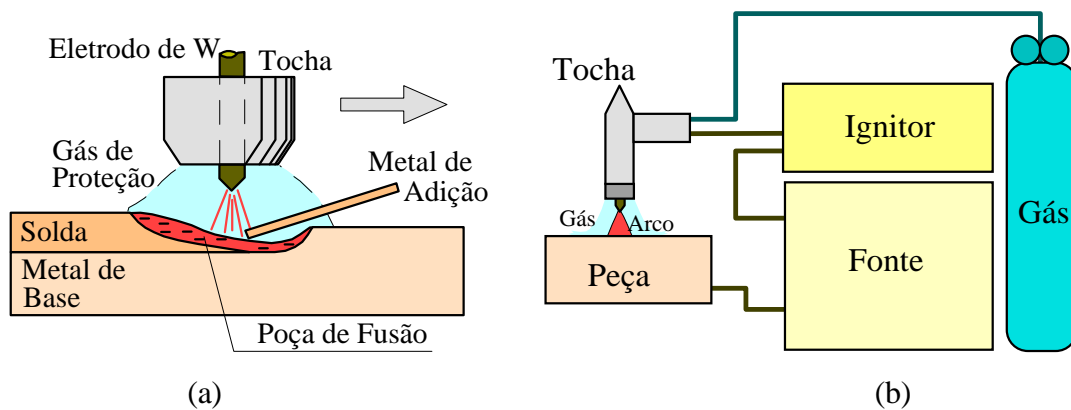 Eletrodo de W
Tocha
Gás de
Proteção
Metal de
Adição
Solda
Metal de
Base
Poça de Fusão
(a)
Tocha
Ignitor
Gás
Arco
Peça
Fonte
Gás
(b)